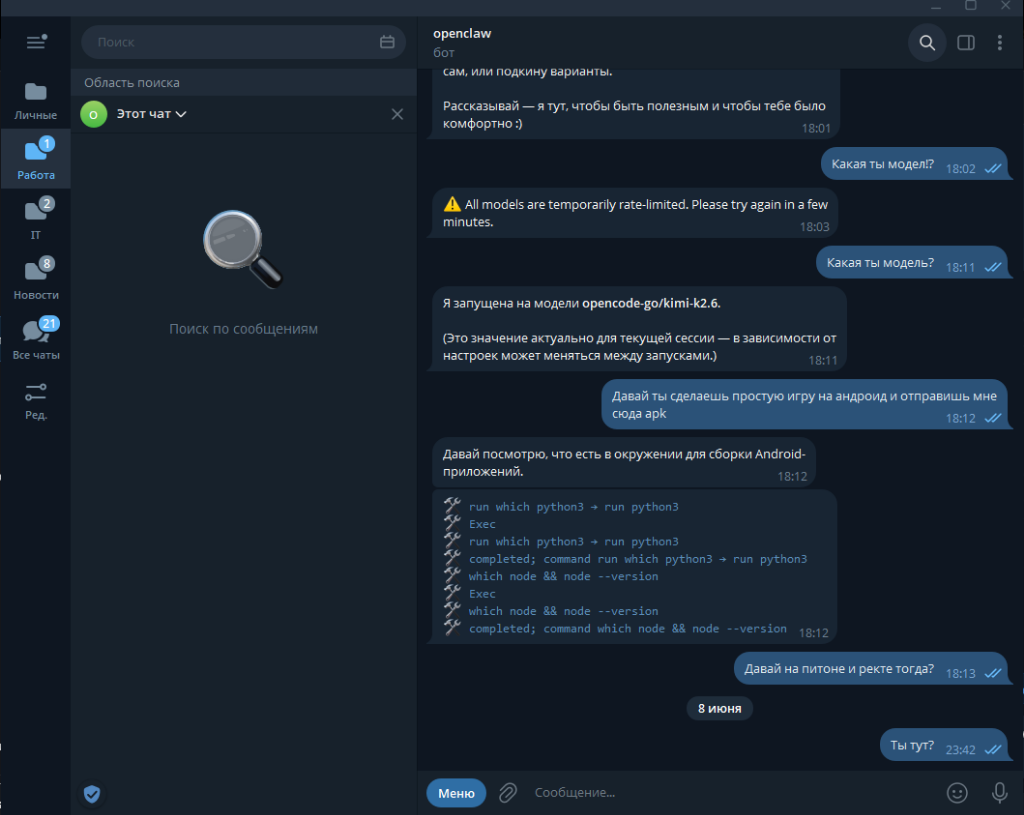 Поиск
Область поиска
О
Этот чат
Поиск по сообщениям
Личные
1
Работа
2
IT
8
Новости
21
Все чаты
Ред.
openclaw
бот
сам, или подкину варианты.
Рассказывай — я тут, чтобы быть полезным и чтобы тебе было
комфортно :)
18:01
Какая ты модел!?
18:02
All models are temporarily rate-limited. Please try again in a few
minutes.
18:03
Какая ты модель?
18:11
Я запущена на модели opencode-go/kimi-k2.6.
(Это значение актуально для текущей сессии — в зависимости от
настроек может меняться между запусками.)
18:11
Давай ты сделаешь простую игру на андроид и отправишь мне
сюда apk
18:12
Давай посмотрю, что есть в окружении для сборки Android-
приложений.
18:12
run which python3 → run python3
Exec
run which python3 → run python3
completed; command run which python3 → run python3
which node && node --version
Exec
which node && node --version
completed; command which node && node --version
18:12
Давай на питоне и ректе тогда?
18:13
8 июня
Ты тут?
23:42
Меню
Сообщение...